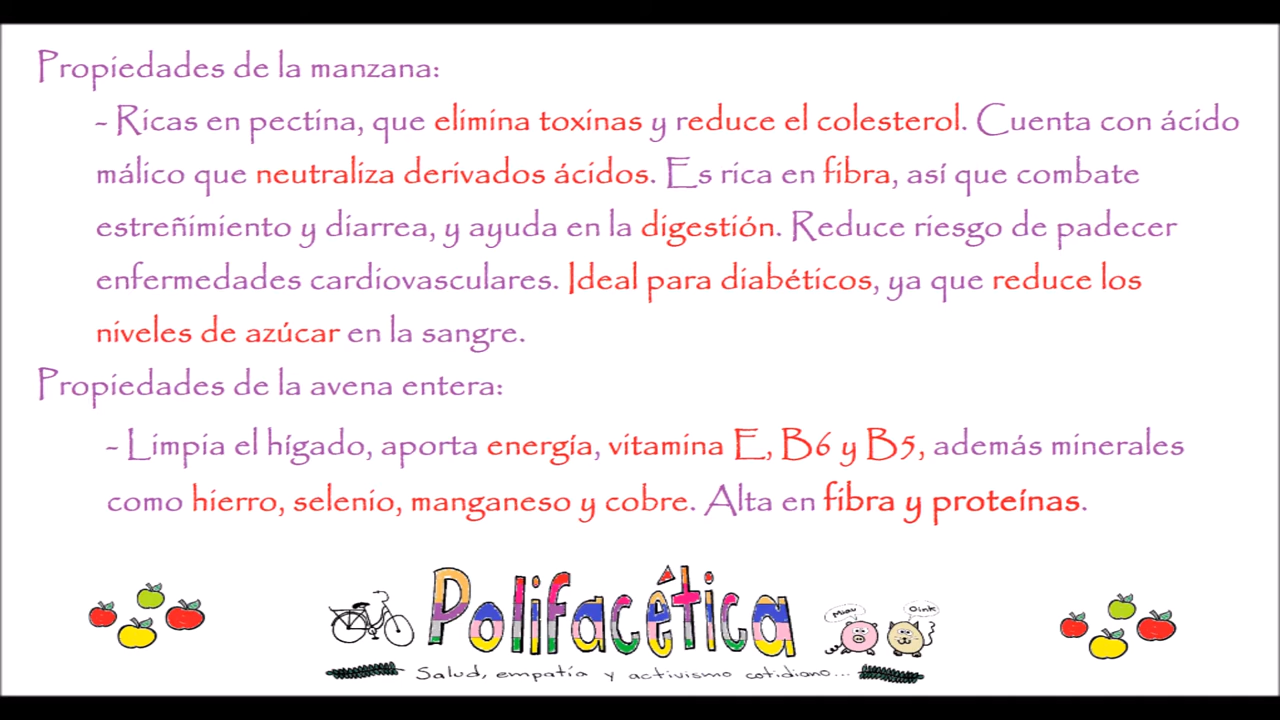 Propiedades de la manzana:
- Ricas en pectina, que elimina toxinas y reduce el colesterol. Cuenta con ácido
málico que neutraliza derivados ácidos. Es rica en fibra, así que combate
estreñimiento y diarrea, y ayuda en la digestión. Reduce riesgo de padecer
enfermedades cardiovasculares. Ideal para diabéticos, ya que reduce los
niveles de azúcar en la sangre.
Propiedades de la avena entera:
- Limpia el hígado, aporta energía, vitamina E, B6 y B5, además minerales
como hierro, selenio, manganeso y cobre. Alta en fibra y proteínas.
Polifacética
Miau
Oink
Salud, empatía y activismo cotidiano...